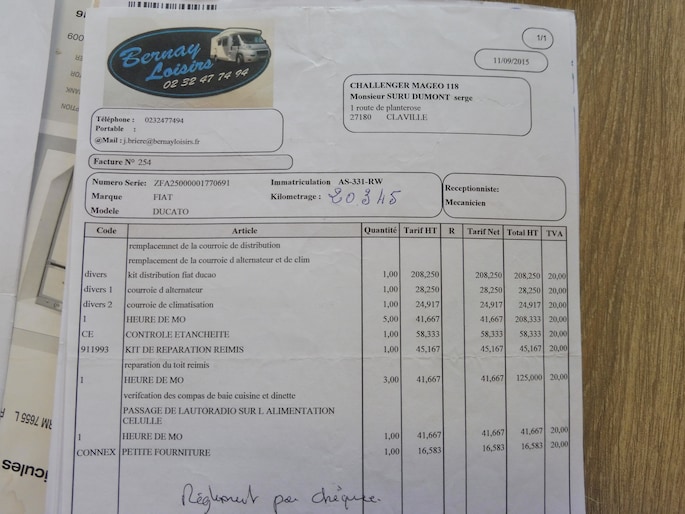 Bernay
Loisirs
02 32 47 74 94
1/1
11/09/2015
CHALLENGER MAGEO 118
Monsieur SURU DUMONT serge
1 route de planterose
27180 CLAVILLE
Téléphone : 0232477494
Portable :
@Mail : j.briere@bernayloisirs.fr
Facture N° 254
Numero Serie: ZFA25000001770691 Immatriculation AS-331-RW
Marque FIAT Kilometrage : 20345
Modele DUCATO
Receptionniste:
Mecanicien
Code Article Quantité Tarif HT R Tarif Net Total HT TVA
remplacemnet de la courroie de distribution
remplacement de la courroie d alternateur et de clim
divers kit distribution fiat ducao 1,00 208,250 208,250 208,250 20,00
divers 1 courroie d alternateur 1,00 28,250 28,250 28,250 20,00
divers 2 courroie de climatisation 1,00 24,917 24,917 24,917 20,00
1 HEURE DE MO 5,00 41,667 41,667 208,333 20,00
CE CONTROLE ETANCHEITE 1,00 58,333 58,333 58,333 20,00
911993 KIT DE REPARATION REIMIS 1,00 45,167 45,167 45,167 20,00
reparation du toit reimis
1 HEURE DE MO 3,00 41,667 41,667 125,000 20,00
verifcation des compas de baie cuisine et dinette
PASSAGE DE LAUTORADIO SUR L ALIMENTATION
CELULLE
1 HEURE DE MO 1,00 41,667 41,667 41,667 20,00
CONNEX PETITE FOURNITURE 1,00 16,583 16,583 16,583 20,00
Règlement par chèque
009
RM 7655 L
icules